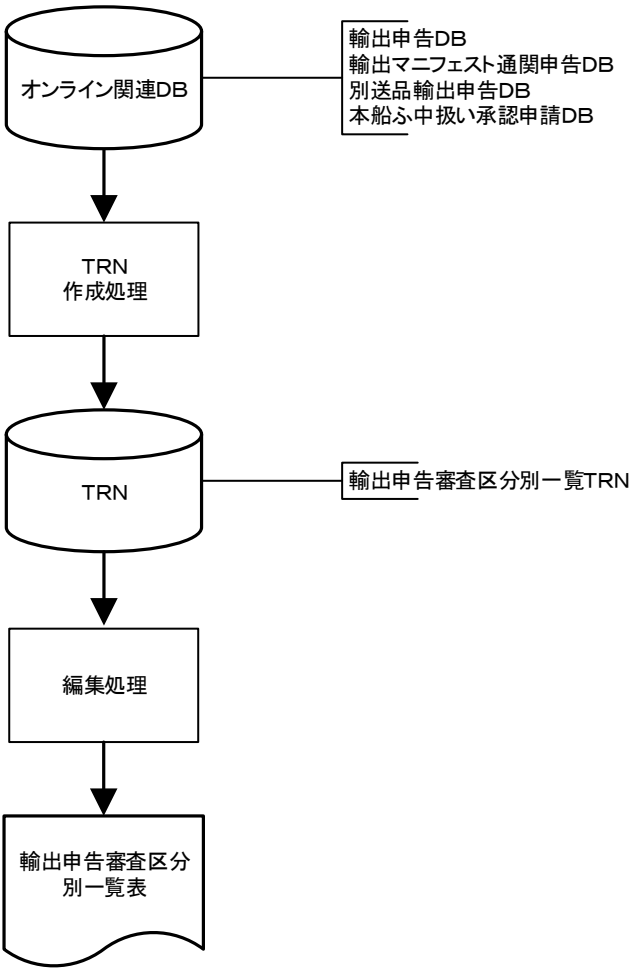 オンライン関連DB
輸出申告DB
輸出マニフェスト通関申告DB
別送品輸出申告DB
本船ふ中扱い承認申請DB
TRN
作成処理
TRN
輸出申告審査区分別一覧TRN
編集処理
輸出申告審査区分
別一覧表